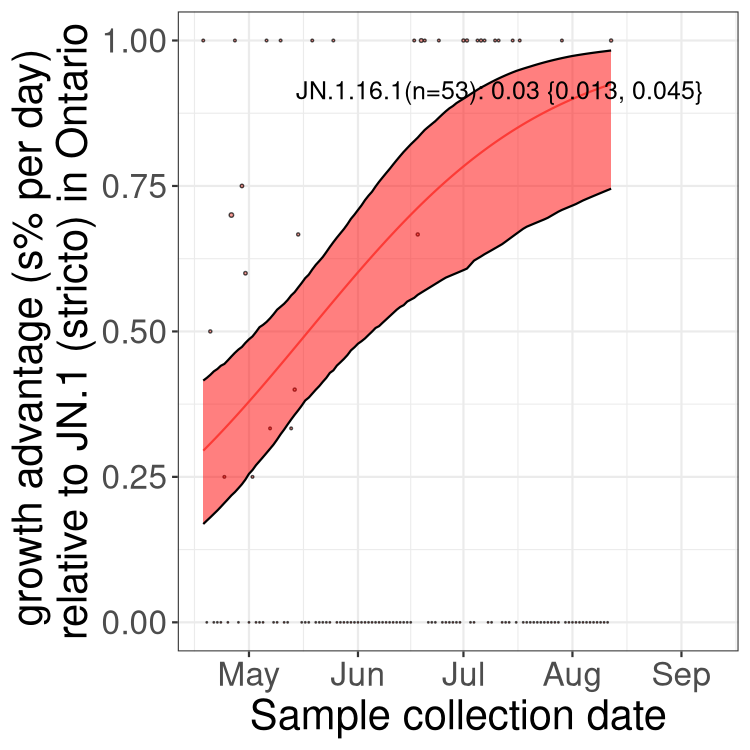 growth advantage (s% per day)
relative to JN.1 (stricto) in Ontario
1.00
0.75
0.50
0.25
0.00
JN.1.16.1(n=53): 0.03 {0.013, 0.045}
May Jun Jul Aug Sep
Sample collection date